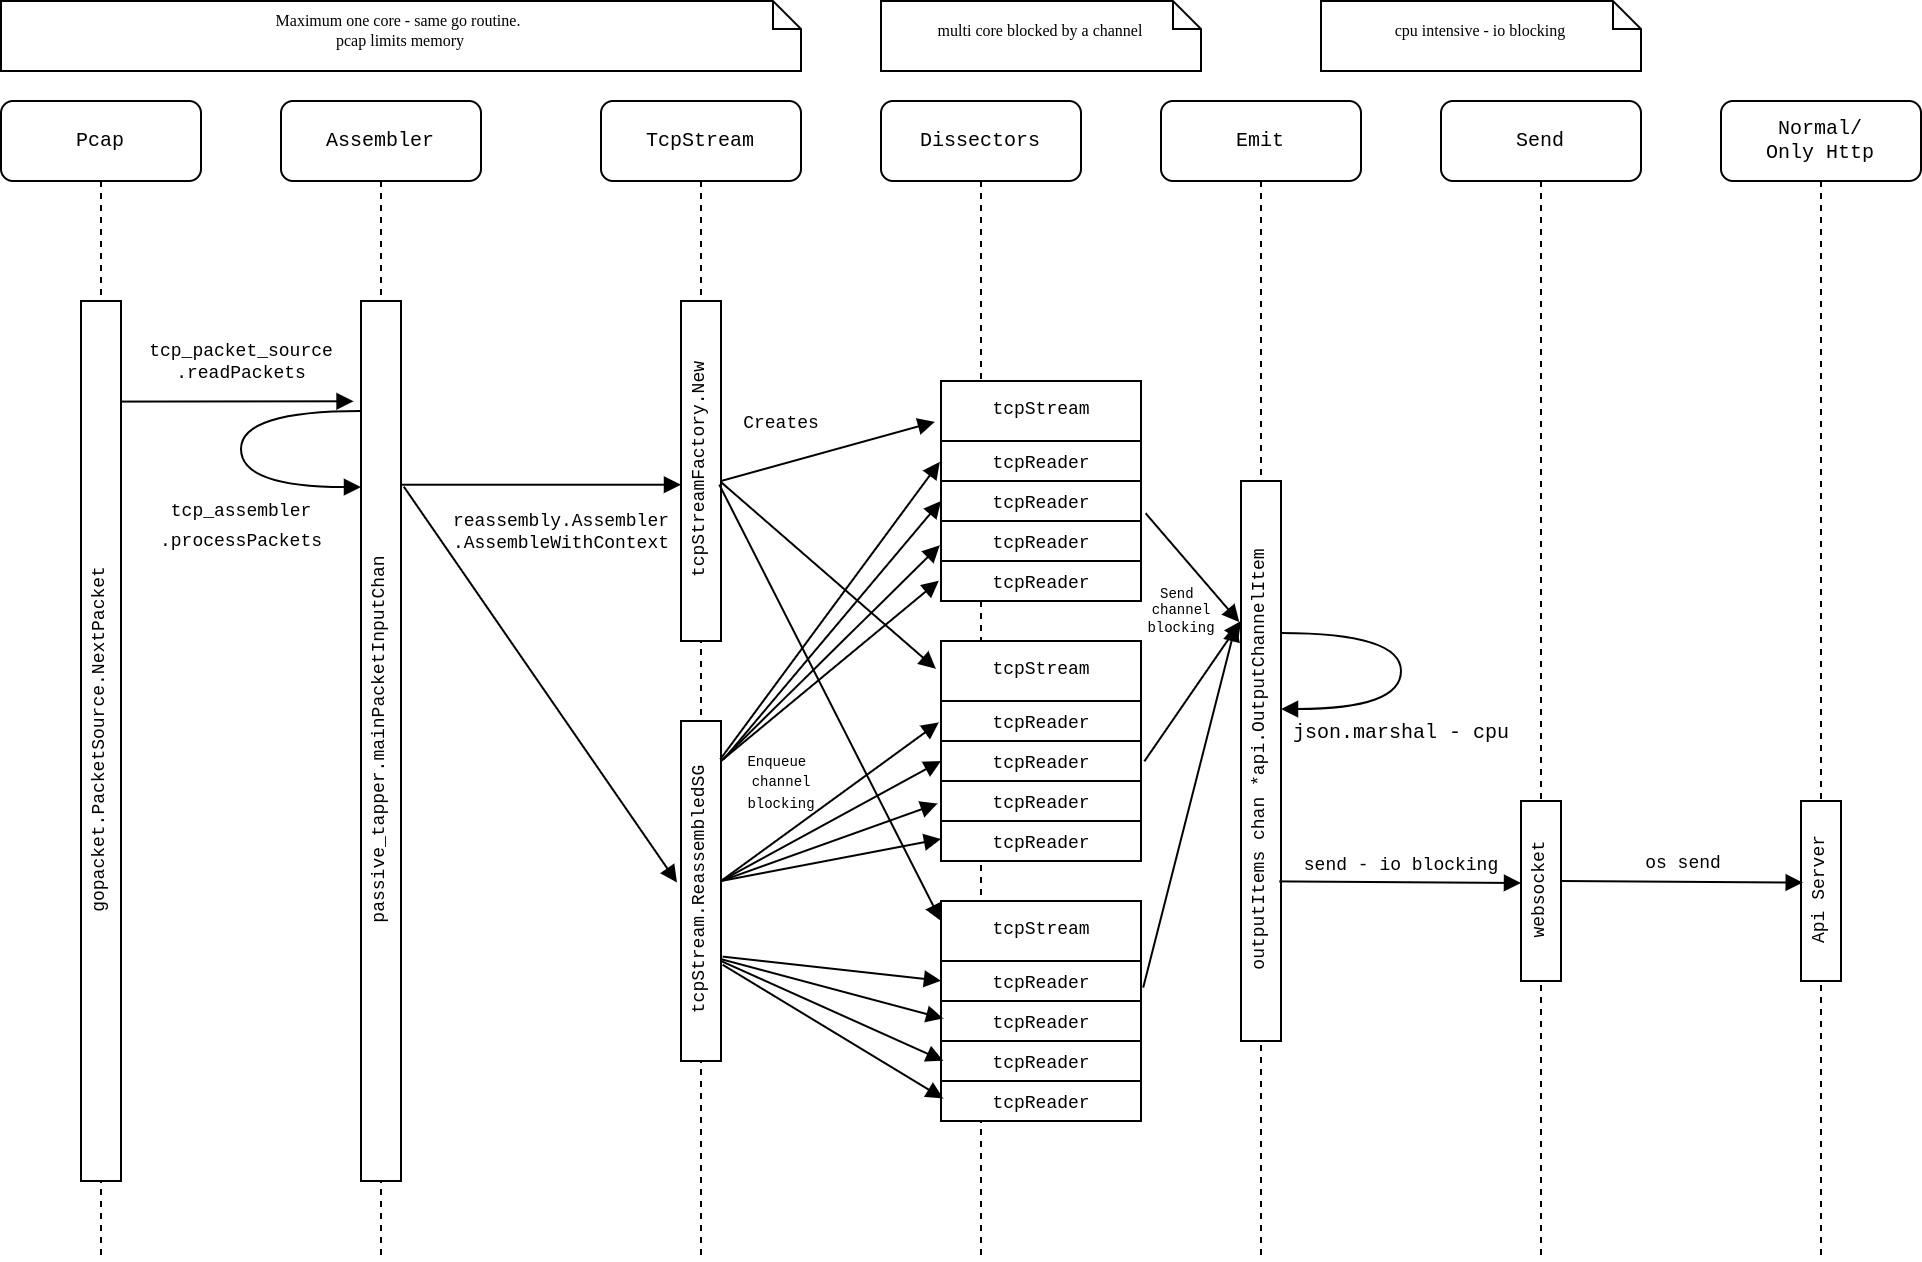 Maximum one core - same go routine.
pcap limits memory
multi core blocked by a channel
cpu intensive - io blocking
Pcap
Assembler
TcpStream
Dissectors
Emit
Send
Normal/
Only Http
gopacket.PacketSource.NextPacket
tcp_packet_source
.readPackets
tcp_assembler
.processPackets
passive_tapper.mainPacketInputChan
reassembly.Assembler
.AssembleWithContext
tcpStreamFactory.New
tcpStream.ReassembledSG
Creates
Enqueue
channel
blocking
tcpStream
tcpReader
tcpReader
tcpReader
tcpReader
tcpStream
tcpReader
tcpReader
tcpReader
tcpReader
tcpStream
tcpReader
tcpReader
tcpReader
tcpReader
Send
channel
blocking
outputItems chan *api.OutputChannelItem
json.marshal - cpu
send - io blocking
websocket
os send
Api Server